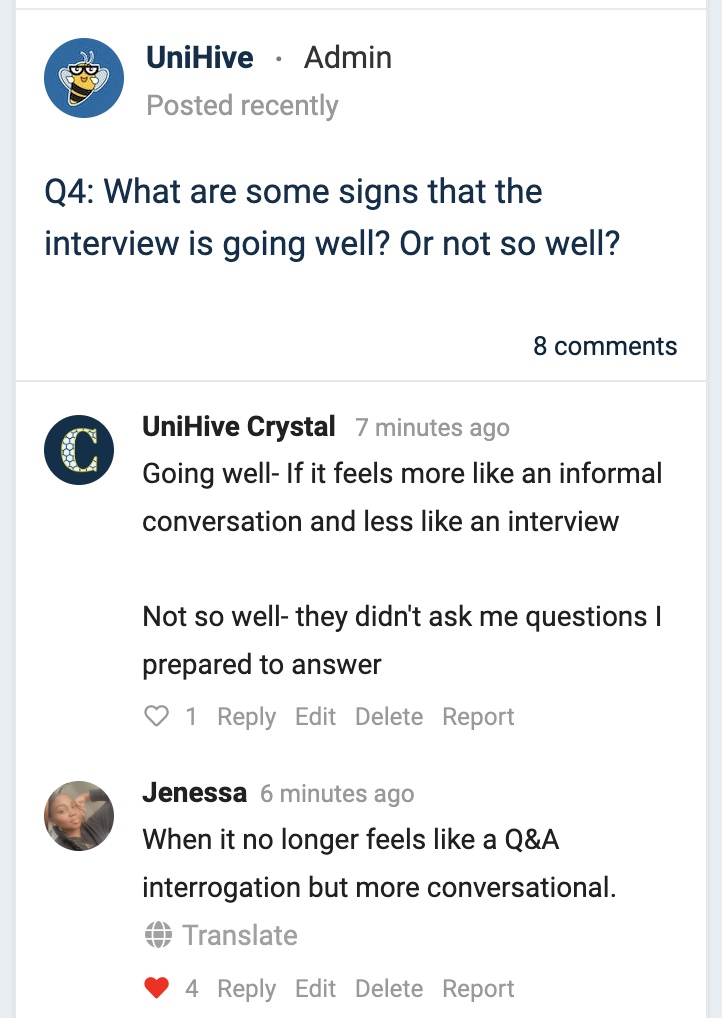 UniHive · Admin
Posted recently
Q4: What are some signs that the
interview is going well? Or not so well?
8 comments
C
UniHive Crystal 7 minutes ago
Going well- If it feels more like an informal
conversation and less like an interview
Not so well- they didn't ask me questions I
prepared to answer
1 Reply Edit Delete Report
Jenessa 6 minutes ago
When it no longer feels like a Q&A
interrogation but more conversational.
Translate
4 Reply Edit Delete Report